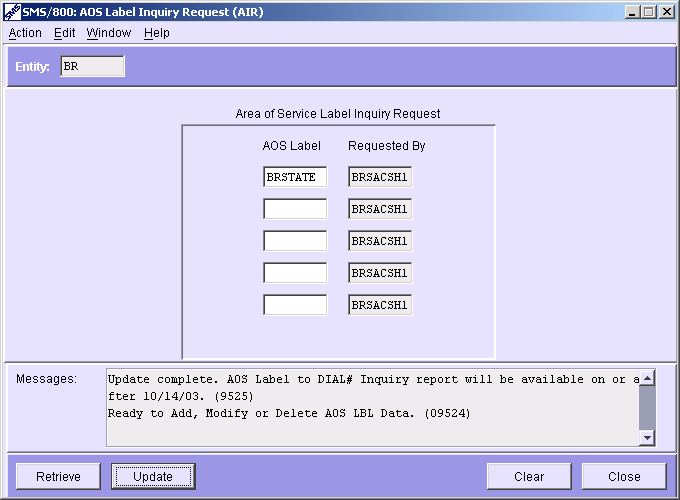 SMS/800: AOS Label Inquiry Request (AIR)
Action Edit Window Help
Entity: BR
Area of Service Label Inquiry Request
AOS Label Requested By
BRSTATE BRSACSH1
BRSACSH1
BRSACSH1
BRSACSH1
BRSACSH1
Messages: Update complete. AOS Label to DIAL# Inquiry report will be available on or a
fter 10/14/03. (9525)
Ready to Add, Modify or Delete AOS LBL Data. (09524)
Retrieve Update Clear Close